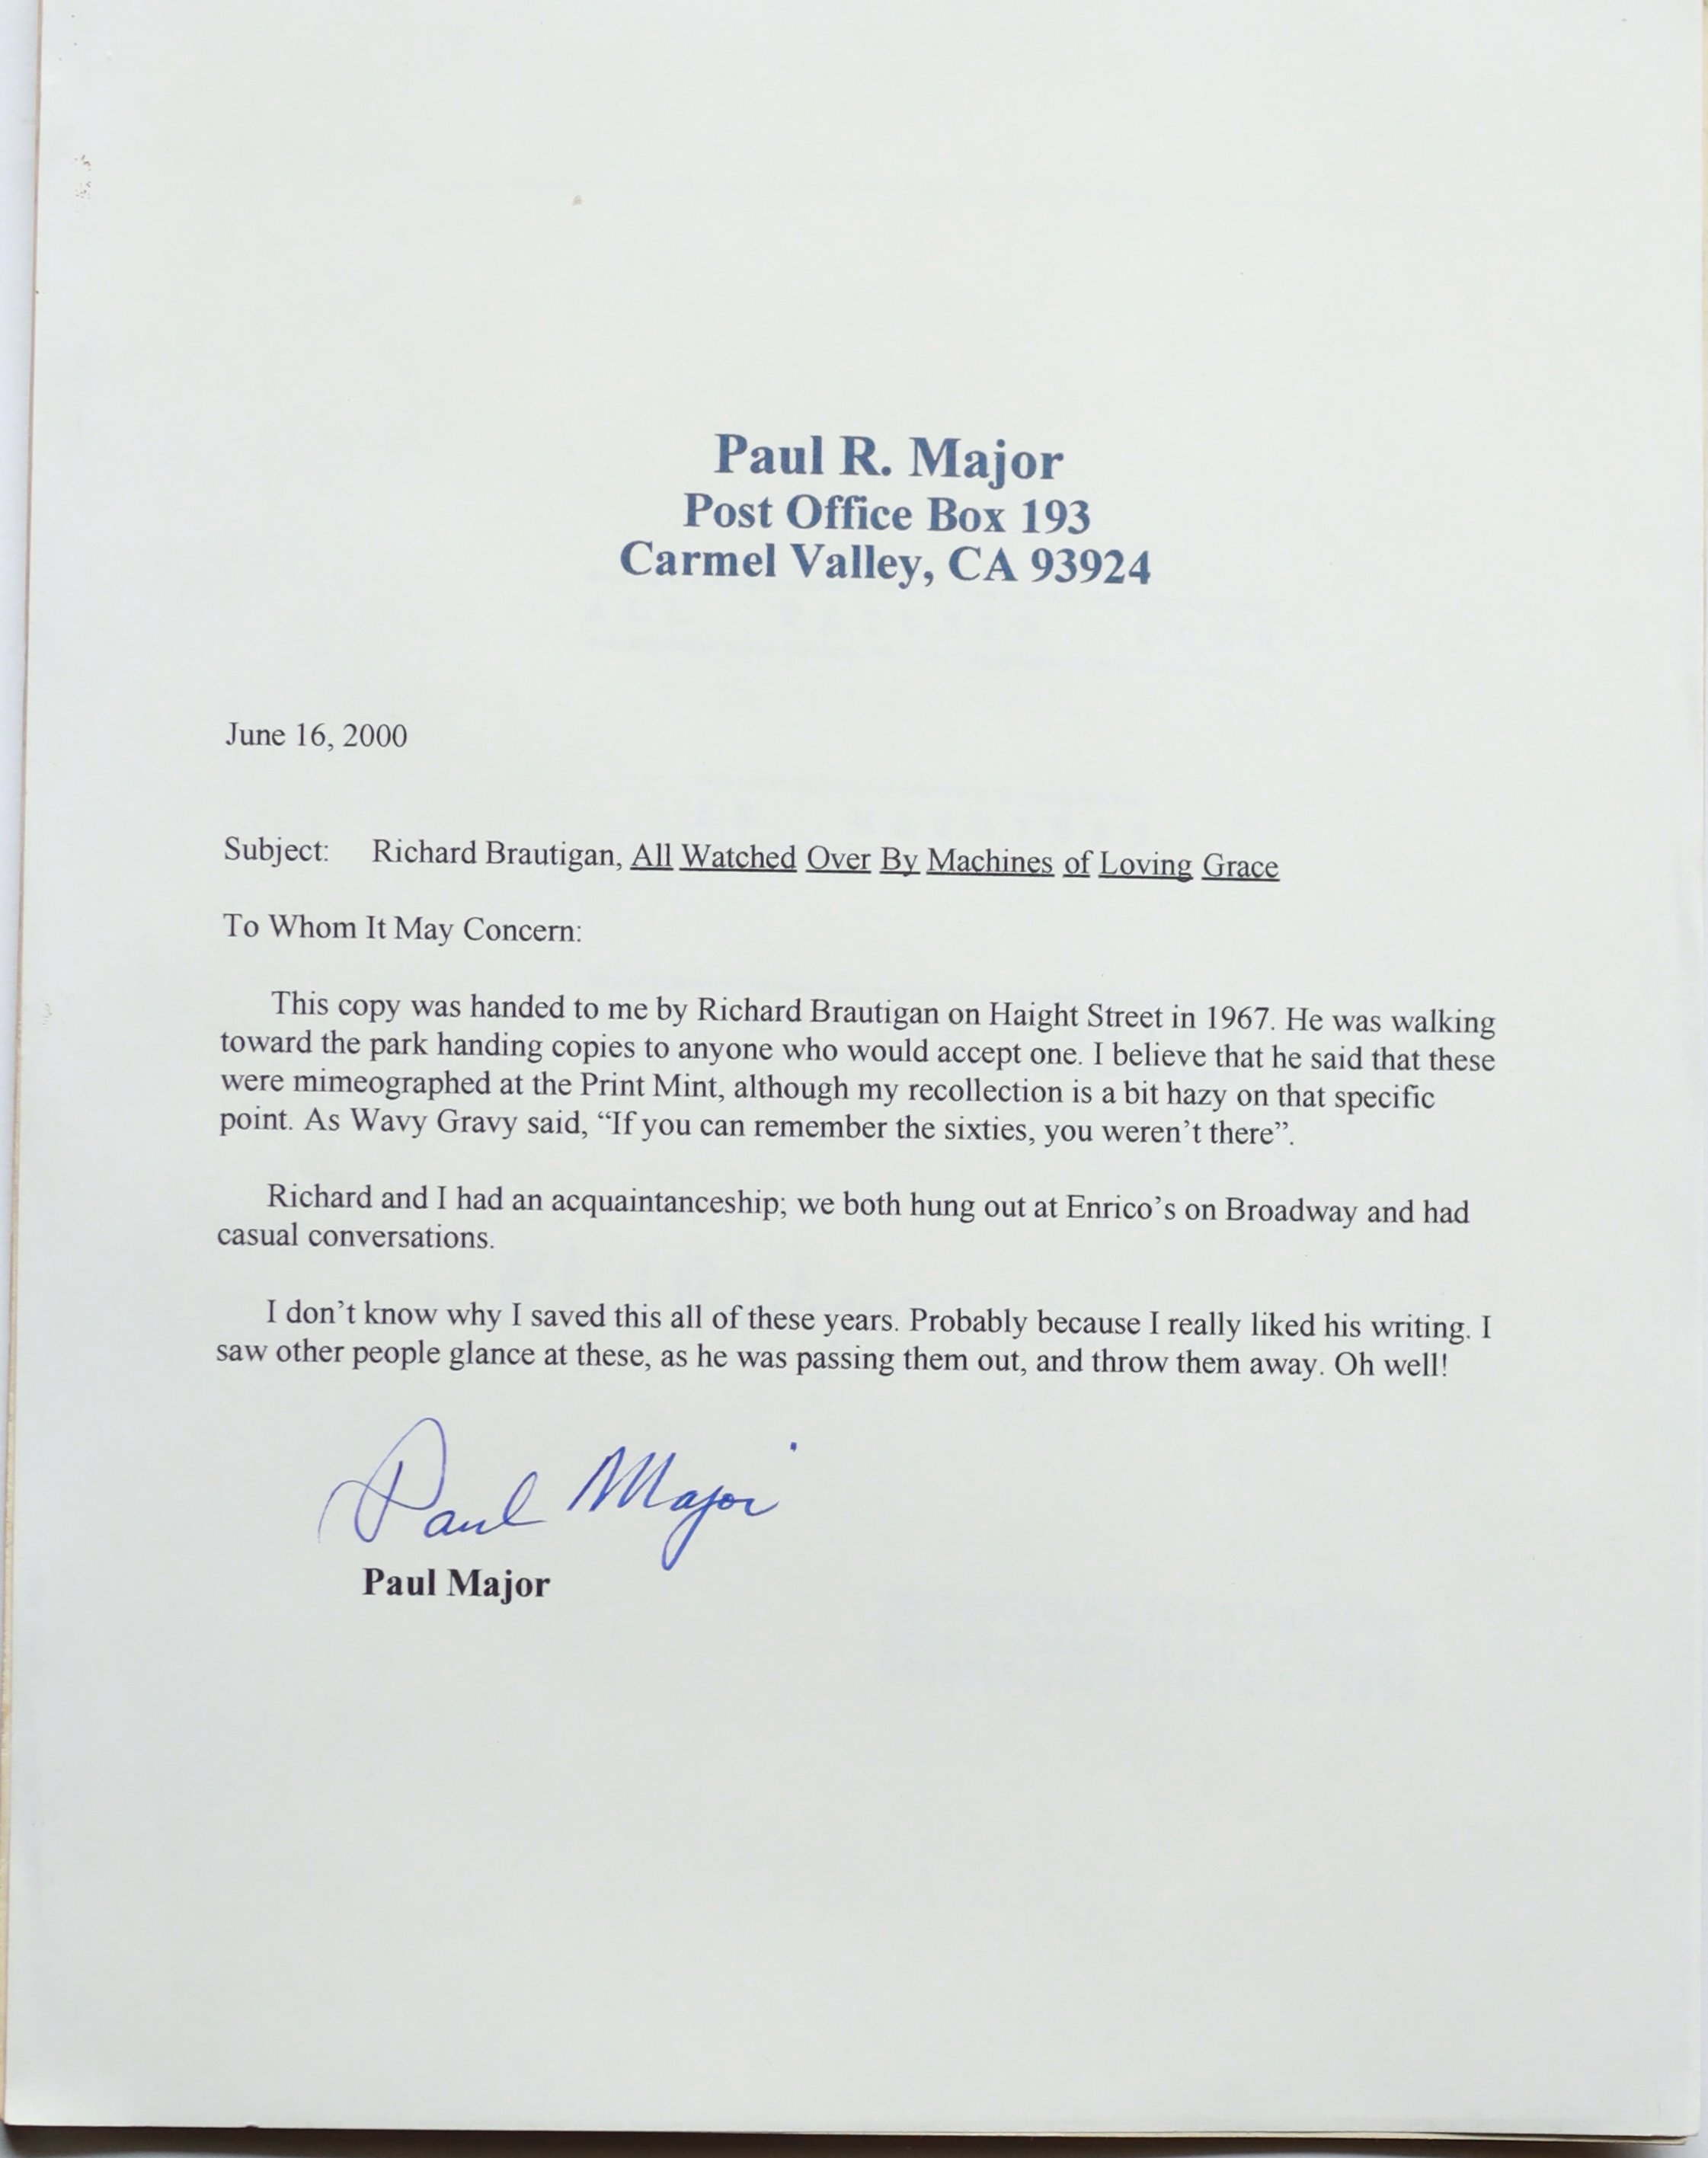 Paul R. Major
Post Office Box 193
Carmel Valley, CA 93924
June 16, 2000
Subject: Richard Brautigan, All Watched Over By Machines of Loving Grace
To Whom It May Concern:
This copy was handed to me by Richard Brautigan on Haight Street in 1967. He was walking
toward the park handing copies to anyone who would accept one. I believe that he said that these
were mimeographed at the Print Mint, although my recollection is a bit hazy on that specific
point. As Wavy Gravy said, “If you can remember the sixties, you weren’t there”.
Richard and I had an acquaintanceship; we both hung out at Enrico’s on Broadway and had
casual conversations.
I don’t know why I saved this all of these years. Probably because I really liked his writing. I
saw other people glance at these, as he was passing them out, and throw them away. Oh well!
Paul Major
Paul Major